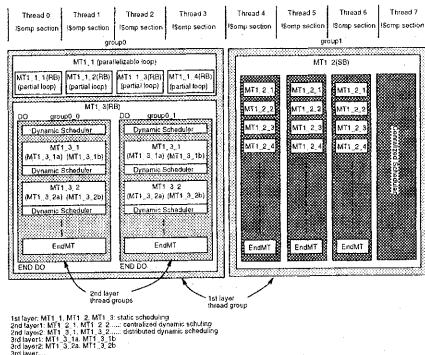 Thread 0 Thread 1 Thread 2 Thread 3 Thread 4 Thread 5 Thread 6 Thread 7
!$omp section !$omp section !$omp section !$omp section !$omp section !$omp section !$omp section !$omp section
group0 group1
MT1_1 (parallelizable loop)
MT1_1_1(RB) MT1_1_2(RB) MT1_1_3(RB) MT1_1_4(RB)
(partial loop) (partial loop) (partial loop) (partial loop)
MT1_3(RB)
DO group0_0 DO group0_1
Dynamic Scheduler Dynamic Scheduler
MT1_3_1 MT1_3_1
(MT1_3_1a) (MT1_3_1b) (MT1_3_1a) (MT1_3_1b)
Dynamic Scheduler Dynamic Scheduler
MT1_3_2 MT1_3_2
(MT1_3_2a) (MT1_3_2b) (MT1_3_2a) (MT1_3_2b)
Dynamic Scheduler Dynamic Scheduler
EndMT EndMT
END DO END DO
MT1_2(SB)
MT1_2_1 MT1_2_1 MT1_2_1
MT1_2_2 MT1_2_2 MT1_2_2
MT1_2_3 MT1_2_3 MT1_2_3
MT1_2_4 MT1_2_4 MT1_2_4
EndMT EndMT EndMT
Centralized Scheduler
2nd layer
thread groups
1st layer
thread group
1st layer: MT1_1, MT1_2, MT1_3: static scheduling
2nd layer1: MT1_2_1, MT1_2_2.....: centralized dynamic schuling
2nd layer2: MT1_3_1, MT1_3_2.....: distributed dynamic scheduling
3rd layer1: MT1_3_1a, MT1_3_1b
3rd layer2: MT1_3_2a, MT1_3_2b
3rd layer....